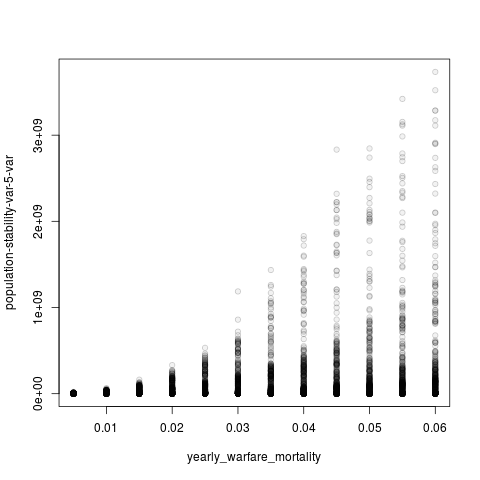 3e+09
2e+09
1e+09
0e+00
population-stability-var-5-var
0.01 0.02 0.03 0.04 0.05 0.06
yearly_warfare_mortality